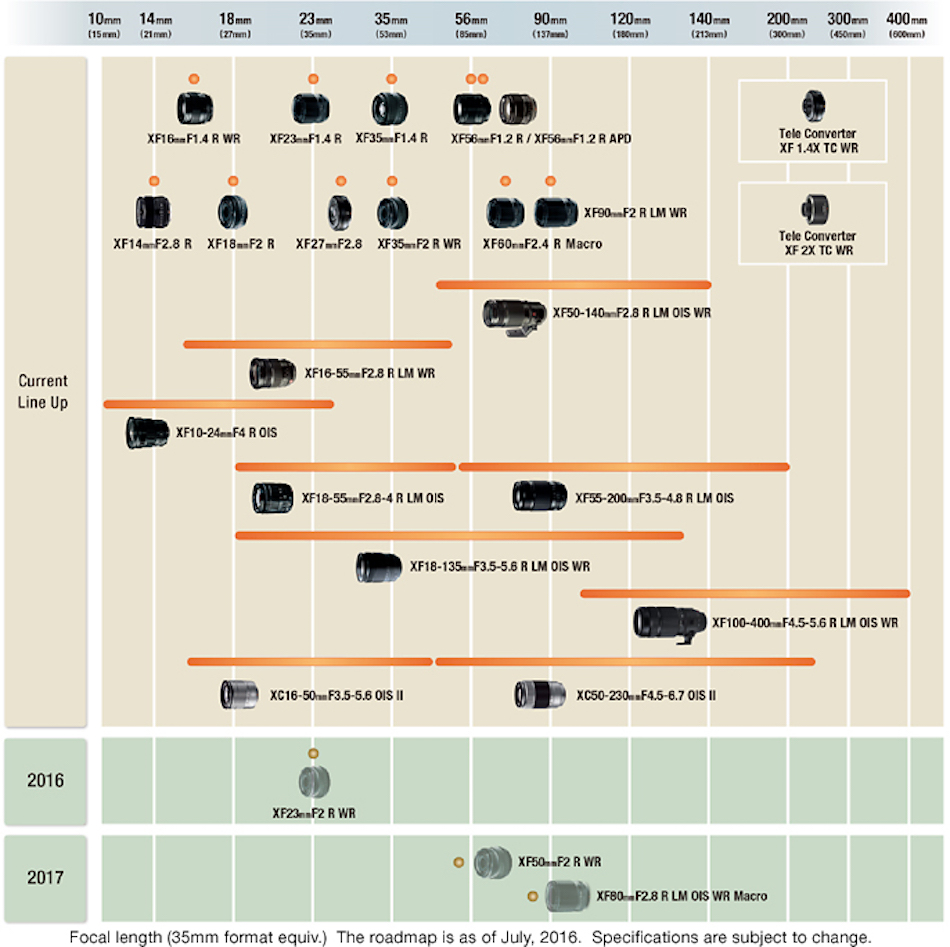 10mm 14mm 18mm 23mm 35mm 56mm 90mm 120mm 140mm 200mm 300mm 400mm
(15mm) (21mm) (27mm) (35mm) (53mm) (85mm) (137mm) (180mm) (213mm) (300mm) (450mm) (600mm)
Current
Line Up
XF16mmF1.4 R WR
XF23mmF1.4 R
XF35mmF1.4 R
XF56mmF1.2 R / XF56mmF1.2 R APD
Tele Converter
XF 1.4X TC WR
XF14mmF2.8 R
XF18mmF2 R
XF27mmF2.8
XF35mmF2 R WR
XF60mmF2.4 R Macro
XF90mmF2 R LM WR
Tele Converter
XF 2X TC WR
XF50-140mmF2.8 R LM OIS WR
XF16-55mmF2.8 R LM WR
XF10-24mmF4 R OIS
XF18-55mmF2.8-4 R LM OIS
XF55-200mmF3.5-4.8 R LM OIS
XF18-135mmF3.5-5.6 R LM OIS WR
XF100-400mmF4.5-5.6 R LM OIS WR
XC16-50mmF3.5-5.6 OIS II
XC50-230mmF4.5-6.7 OIS II
2016
XF23mmF2 R WR
2017
XF50mmF2 R WR
XF80mmF2.8 R LM OIS WR Macro
Focal length (35mm format equiv.) The roadmap is as of July, 2016. Specifications are subject to change.